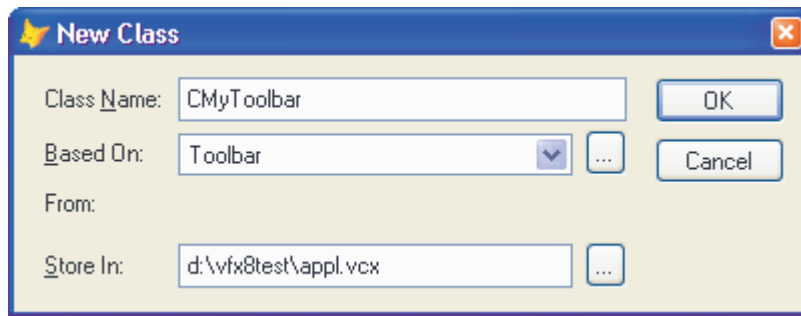 New Class
Class Name: CMyToolbar OK
Based On: Toolbar ... Cancel
From:
Store In: d:\vfx8test\appl.vcx ...